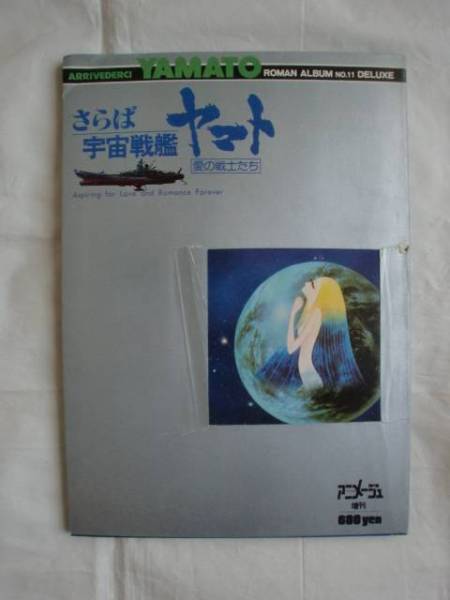 ARRIVEDERCI YAMATO ROMAN ALBUM NO.11 DELUXE
さらば
宇宙戦艦
ヤマト
愛の戦士たち
Aspiring for Love and Romance Forever
アニメージュ
増刊
680 yen